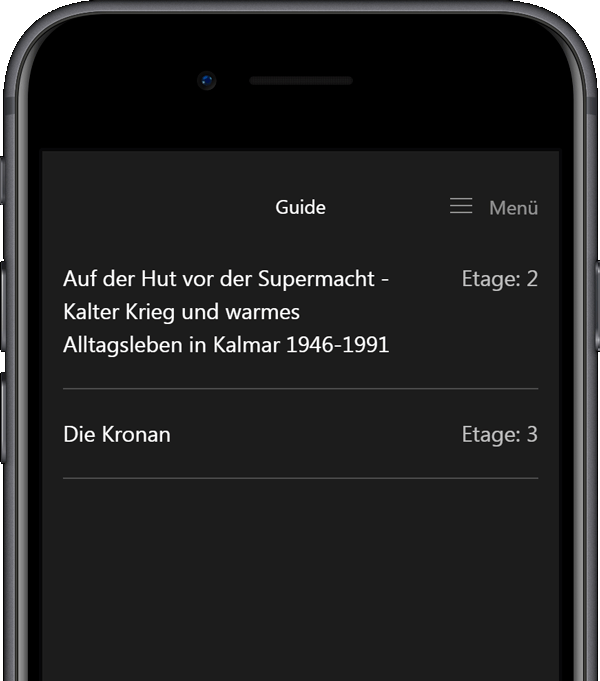 Guide
Menü
Auf der Hut vor der Supermacht -
Etage: 2
Kalter Krieg und warmes
Alltagsleben in Kalmar 1946-1991
Die Kronan
Etage: 3